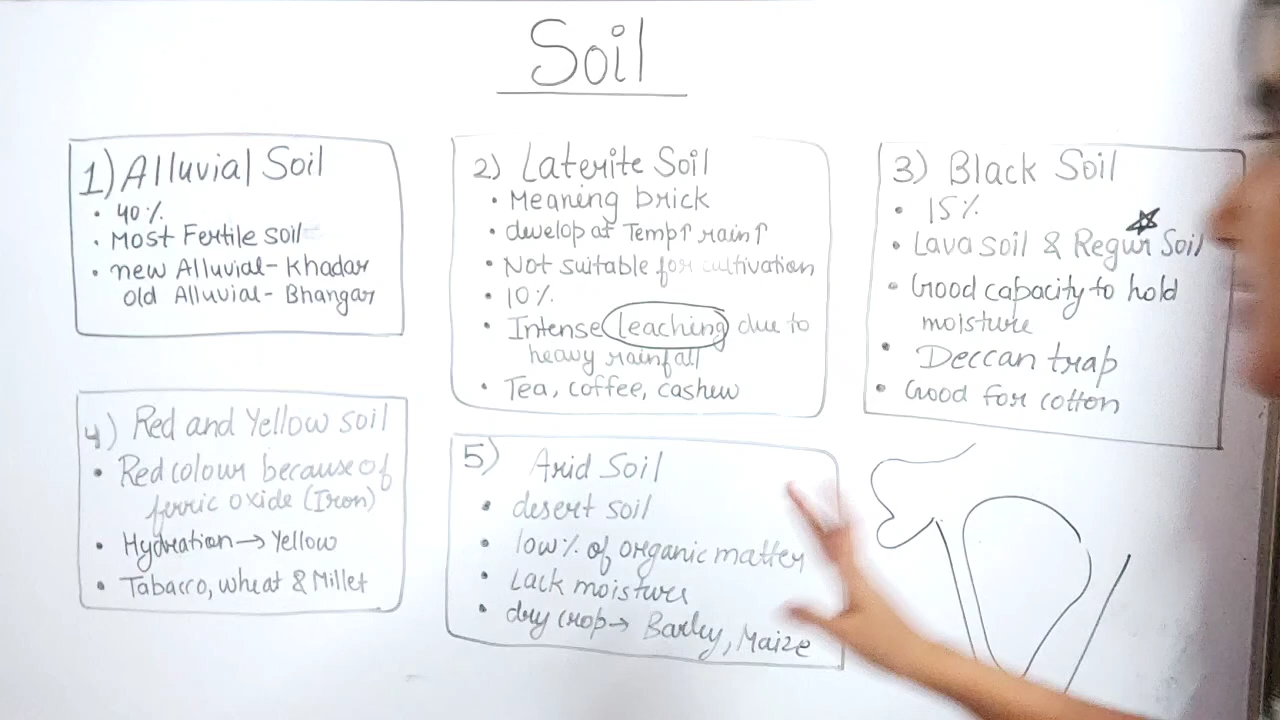 Soil
1) Alluvial Soil
• 40%
• Most Fertile soil
• new Alluvial - Khadar
old Alluvial - Bhangar
2) Laterite Soil
• Meaning brick
• develop at Temp↑ rain↑
• Not suitable for cultivation
• 10%
• Intense leaching due to
heavy rainfall
• Tea, coffee, cashew
3) Black Soil
• 15%
• Lava soil & Regur Soil
• Good capacity to hold
moisture
• Deccan trap
• Good for cotton
4) Red and Yellow soil
• Red colour because of
ferric oxide (Iron)
• Hydration → Yellow
• Tabacco, wheat & Millet
5) Arid Soil
• desert soil
• low % of organic matter
• Lack moisture
• dry crop → Barley, Maize